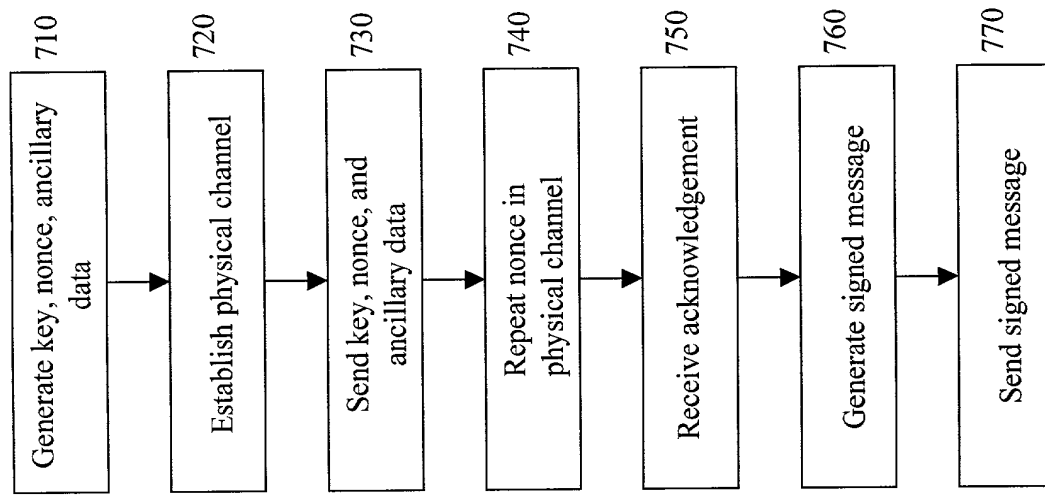 710
Generate key, nonce, ancillary
data
720
Establish physical channel
730
Send key, nonce, and
ancillary data
740
Repeat nonce in
physical channel
750
Receive acknowledgement
760
Generate signed message
770
Send signed message